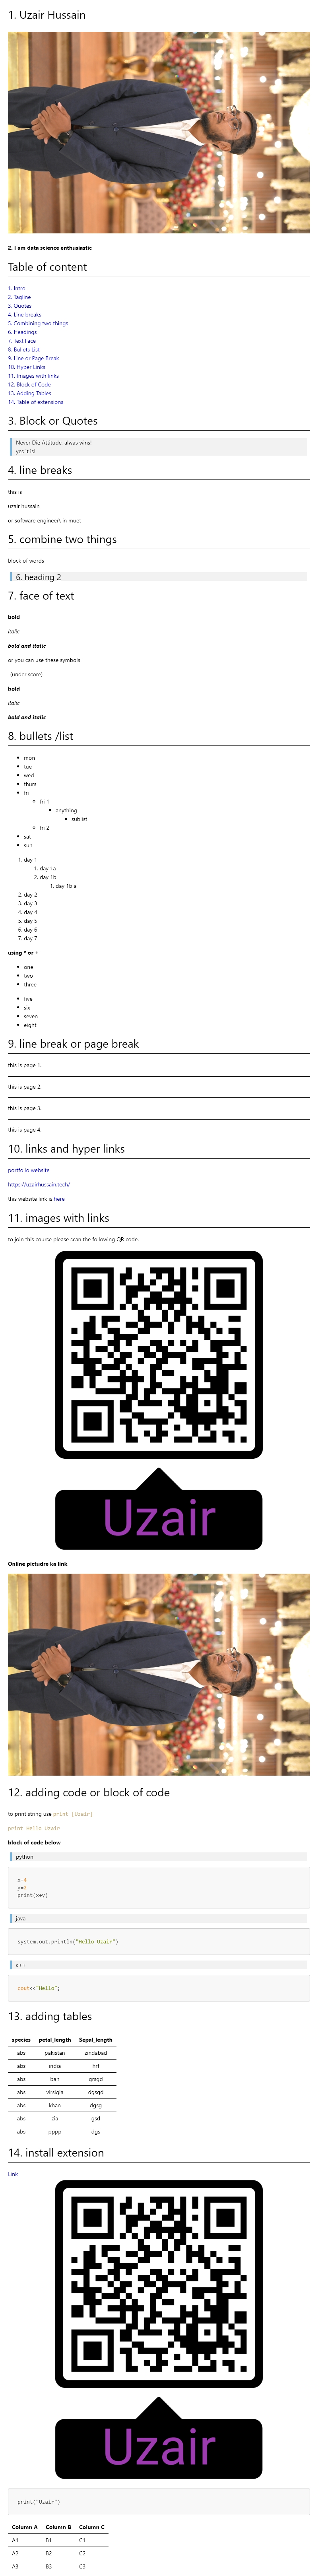 1. Uzair Hussain
2. I am data science enthusiastic
Table of content
1. Intro
2. Tagline
3. Quotes
4. Line breaks
5. Combining two things
6. Headings
7. Text Face
8. Bullets List
9. Line or Page Break
10. Hyper Links
11. Images with links
12. Block of Code
13. Adding Tables
14. Table of extensions
3. Block or Quotes
Never Die Attitude, alwas wins!
yes it is!
4. line breaks
this is
uzair hussain
or software engineer\ in muet
5. combine two things
block of words
6. heading 2
7. face of text
bold
italic
bold and italic
or you can use these symbols
_(under score)
bold
italic
bold and italic
8. bullets /list
mon
tue
wed
thurs
fri
fri 1
anything
sublist
fri 2
sat
sun
1. day 1
1. day 1a
2. day 1b
1. day 1b a
2. day 2
3. day 3
4. day 4
5. day 5
6. day 6
7. day 7
using * or +
one
two
three
five
six
seven
eight
9. line break or page break
this is page 1.
this is page 2.
this is page 3.
this is page 4.
10. links and hyper links
portfolio website
https://uzairhussain.tech/
this website link is here
11. images with links
to join this course please scan the following QR code.
Uzair
Online pictudre ka link
12. adding code or block of code
to print string use print [Uzair]
print Hello Uzair
block of code below
python
x=4
y=2
print(x+y)
java
system.out.println("Hello Uzair")
c++
cout<<"Hello";
13. adding tables
species petal_length Sepal_length
abs pakistan zindabad
abs india hrf
abs ban grsgd
abs virsigia dgsgd
abs khan dgsg
abs zia gsd
abs pppp dgs
14. install extension
Link
Uzair
print("Uzair")
Column A Column B Column C
A1 B1 C1
A2 B2 C2
A3 B3 C3